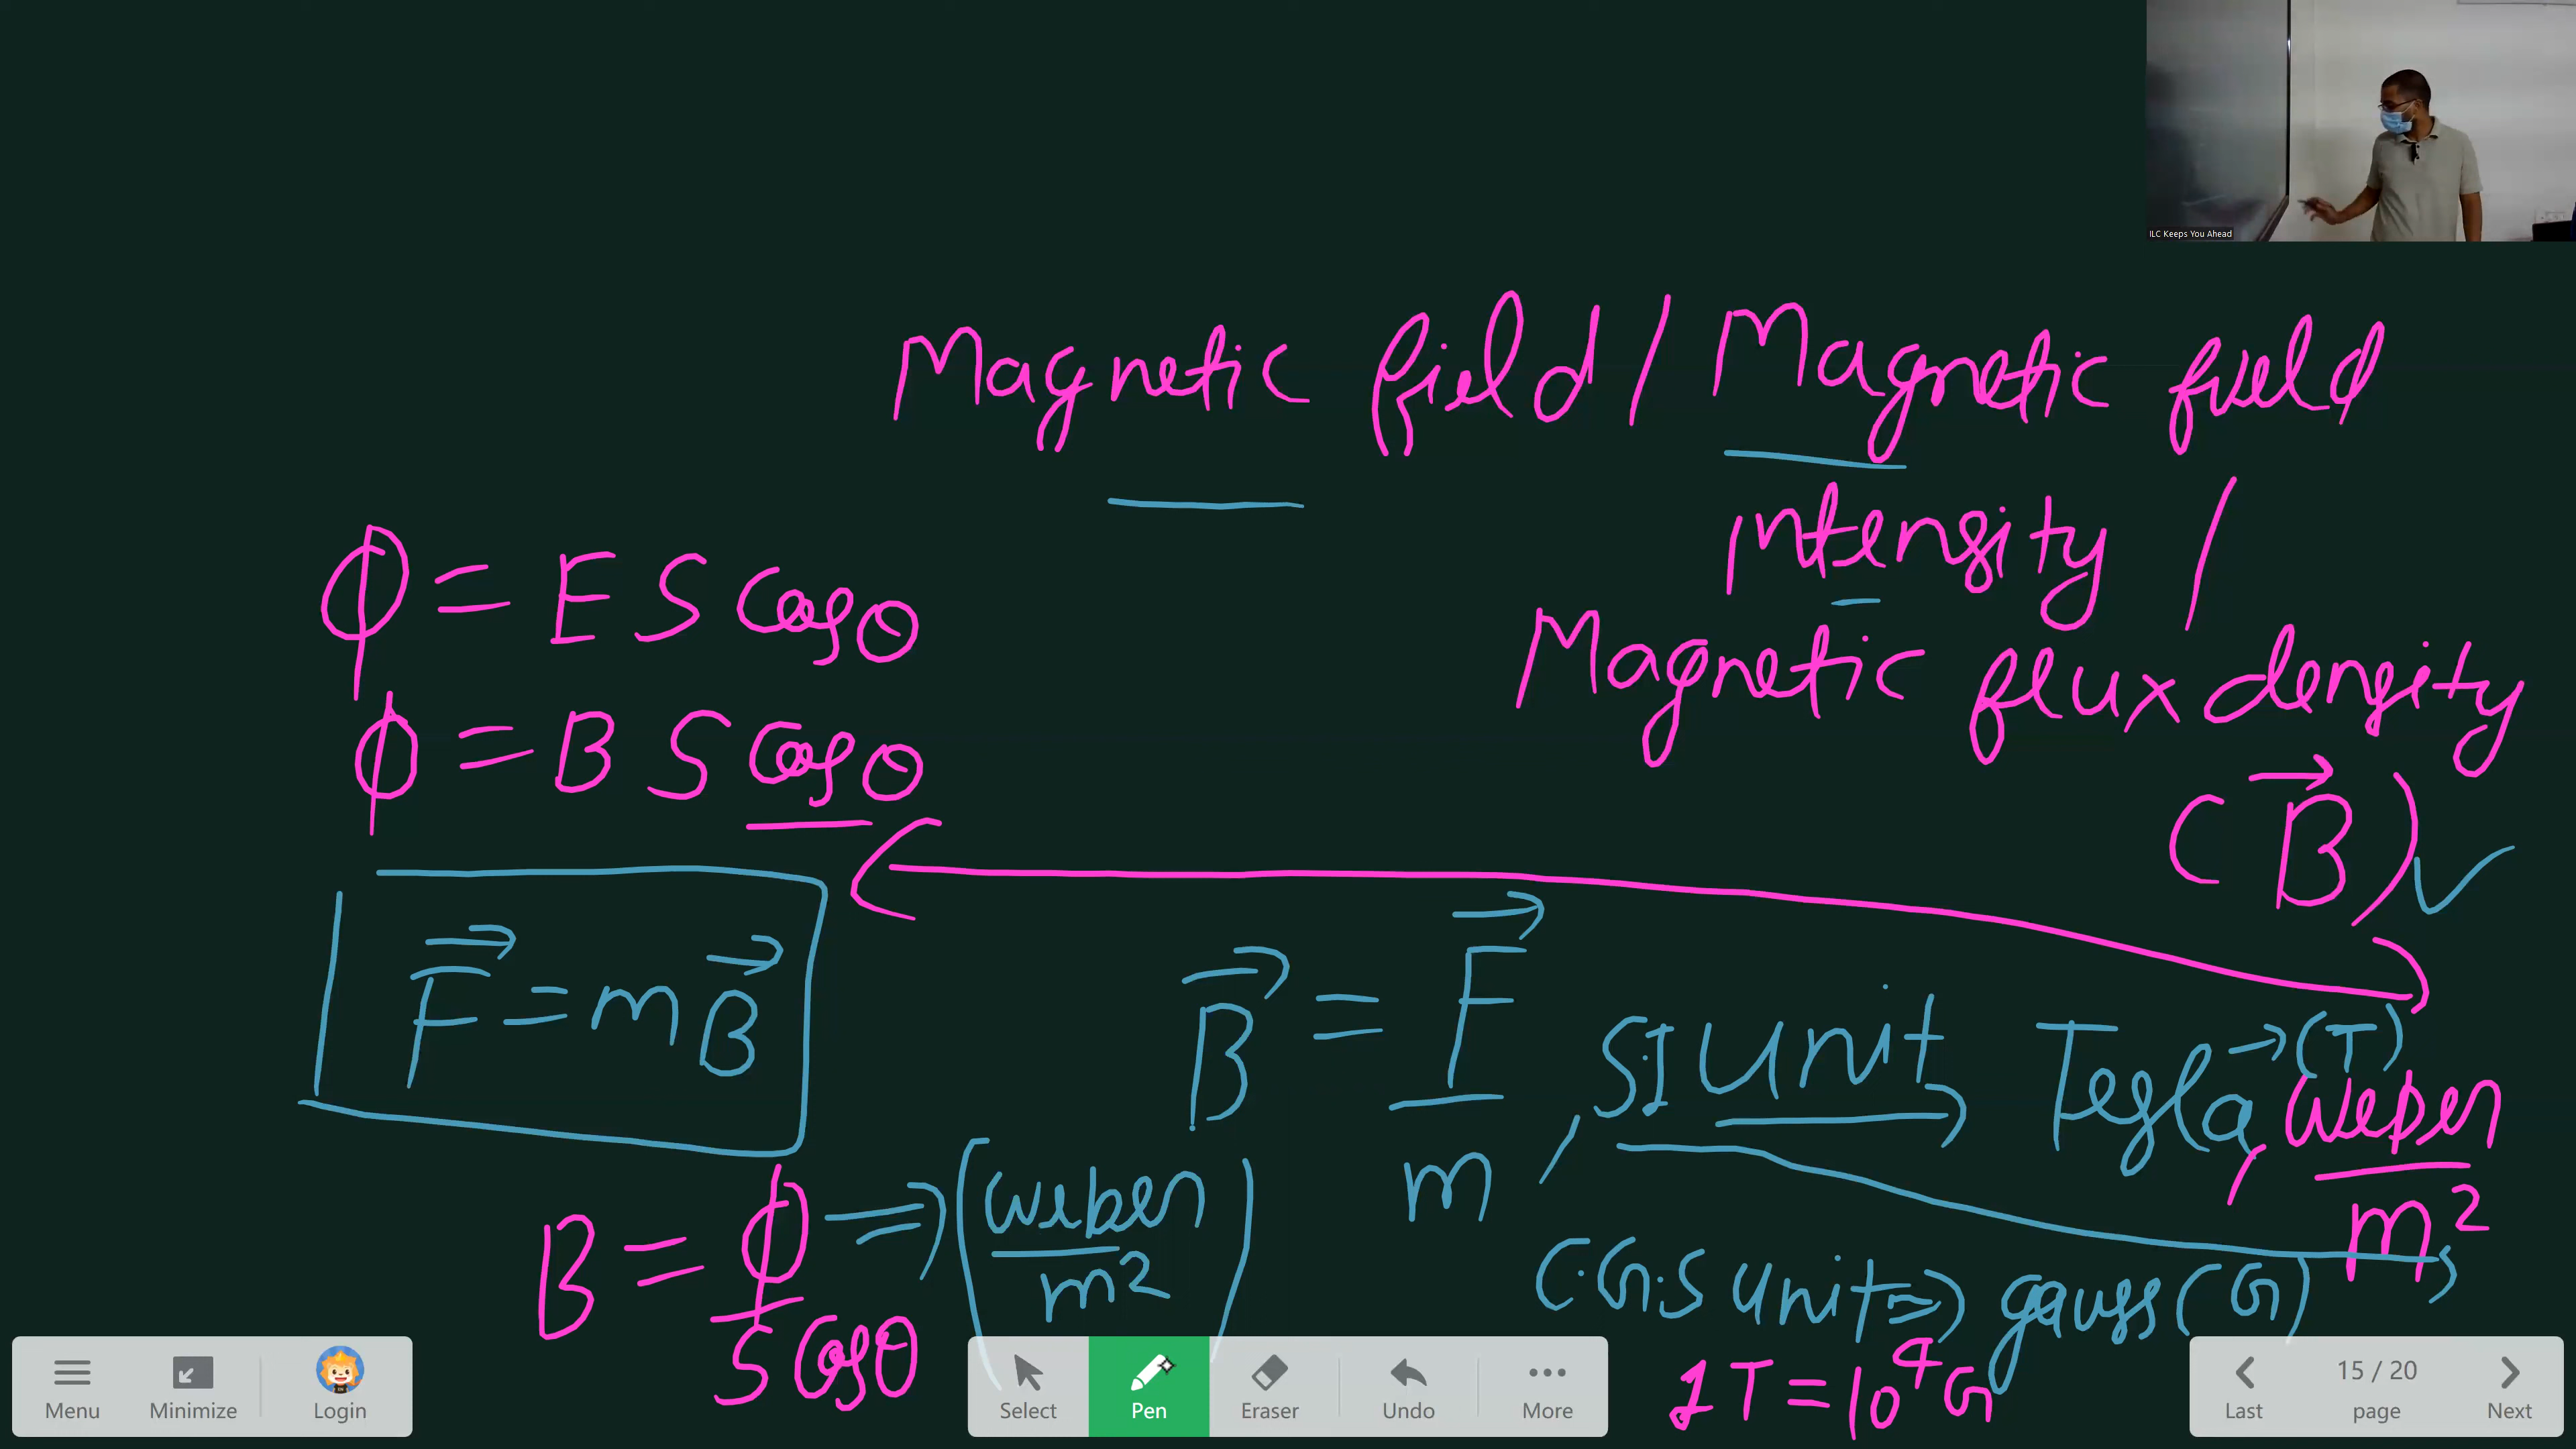 ILC Keeps You Ahead
Magnetic field / Magnetic field
intensity /
Magnetic flux density
(B⃗) ✓
ϕ = E S Cosθ
ϕ = B S Cosθ
F⃗ = mB⃗
B⃗ = F⃗/m, SI Unit Tesla → (T), Weber/m²
C.G.S Unit ⇒ gauss (G)
B = ϕ/S Cosθ ⇒ (Weber/m²)
1 T = 10⁴ G
Menu Minimize Login
Select Pen Eraser Undo More
15 / 20
Last page Next